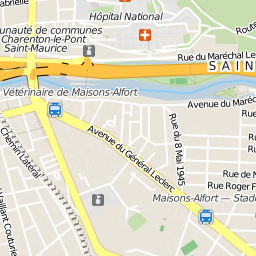 Hôpital National
Route
unauté de communes
Charenton-le-Pont
Saint-Maurice
Rue du Maréchal Le
SAIN
Vétérinaire de Maisons-Alfort
Avenue du Maréc
Avenue du Général Leclerc
Rue du 8 Mai 1945
Chemin Latéral
Vaillant Couturier
Rue de N
Rue Roger F
Maisons-Alfort — Stade